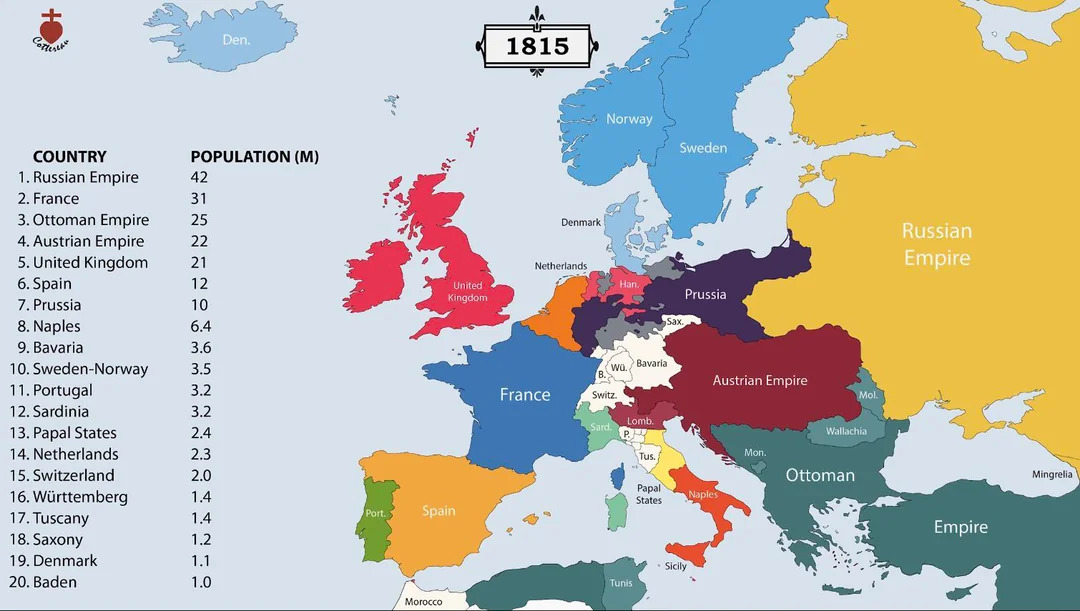 Cottereau
Den.
1815
COUNTRY POPULATION (M)
1. Russian Empire 42
2. France 31
3. Ottoman Empire 25
4. Austrian Empire 22
5. United Kingdom 21
6. Spain 12
7. Prussia 10
8. Naples 6.4
9. Bavaria 3.6
10. Sweden-Norway 3.5
11. Portugal 3.2
12. Sardinia 3.2
13. Papal States 2.4
14. Netherlands 2.3
15. Switzerland 2.0
16. Württemberg 1.4
17. Tuscany 1.4
18. Saxony 1.2
19. Denmark 1.1
20. Baden 1.0
Norway
Sweden
Denmark
Russian
Empire
Netherlands
United
Kingdom
Han.
Prussia
Sax.
B.
Wü.
Bavaria
France
Switz.
Austrian Empire
Mol.
Sard.
Lomb.
P.
Wallachia
Tus.
Mon.
Ottoman
Mingrelia
Papal
States
Naples
Port.
Spain
Empire
Sicily
Tunis
Morocco